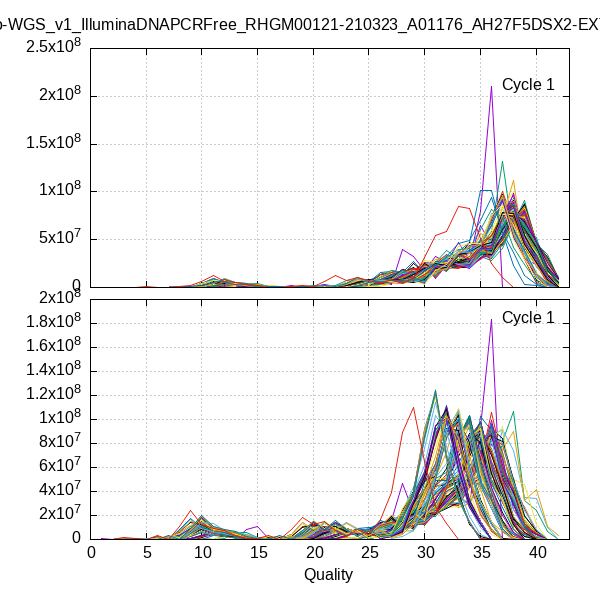 o-WGS_v1_IlluminaDNAPCRFree_RHGM00121-210323_A01176_AH27F5DSX2-EX
2.5x10⁸
Cycle 1
2x10⁸
1.5x10⁸
1x10⁸
5x10⁷
0
2x10⁸
Cycle 1
1.8x10⁸
1.6x10⁸
1.4x10⁸
1.2x10⁸
1x10⁸
8x10⁷
6x10⁷
4x10⁷
2x10⁷
0
0 5 10 15 20 25 30 35 40
Quality